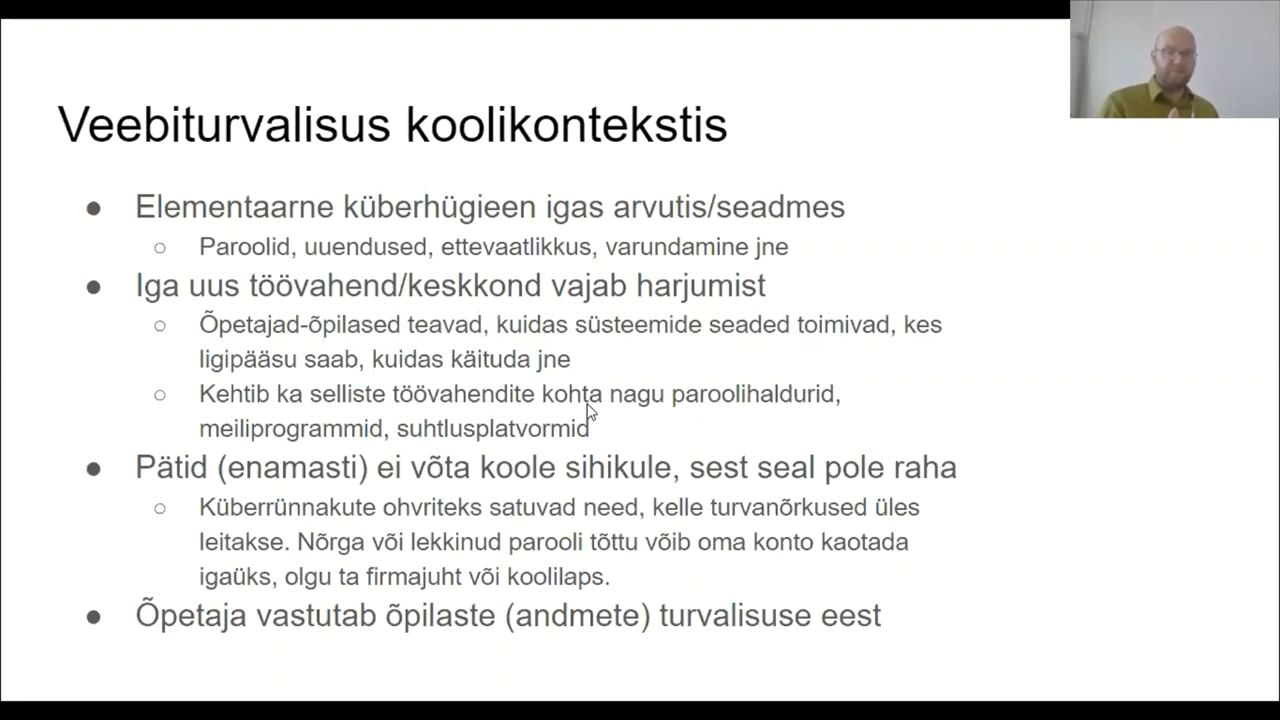 Veebiturvalisus koolikontekstis
● Elementaarne küberhügieen igas arvutis/seadmes
○ Paroolid, uuendused, ettevaatlikkus, varundamine jne
● Iga uus töövahend/keskkond vajab harjumist
○ Õpetajad-õpilased teavad, kuidas süsteemide seaded toimivad, kes
ligipääsu saab, kuidas käituda jne
○ Kehtib ka selliste töövahendite kohta nagu paroolihaldurid,
meiliprogrammid, suhtlusplatvormid
● Pätid (enamasti) ei võta koole sihikule, sest seal pole raha
○ Küberrünnakute ohvriteks satuvad need, kelle turvanõrkused üles
leitakse. Nõrga või lekkinud parooli tõttu võib oma konto kaotada
igaüks, olgu ta firmajuht või koolilaps.
● Õpetaja vastutab õpilaste (andmete) turvalisuse eest